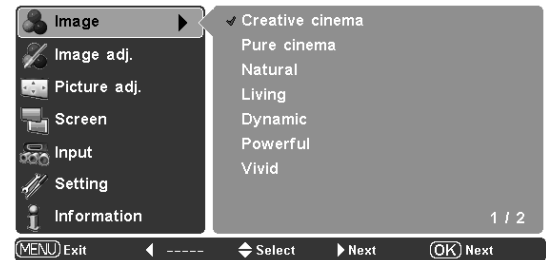 Image
Image adj.
Picture adj.
Screen
Input
Setting
Information
Creative cinema
Pure cinema
Natural
Living
Dynamic
Powerful
Vivid
1 / 2
MENU Exit ----- Select Next OK Next